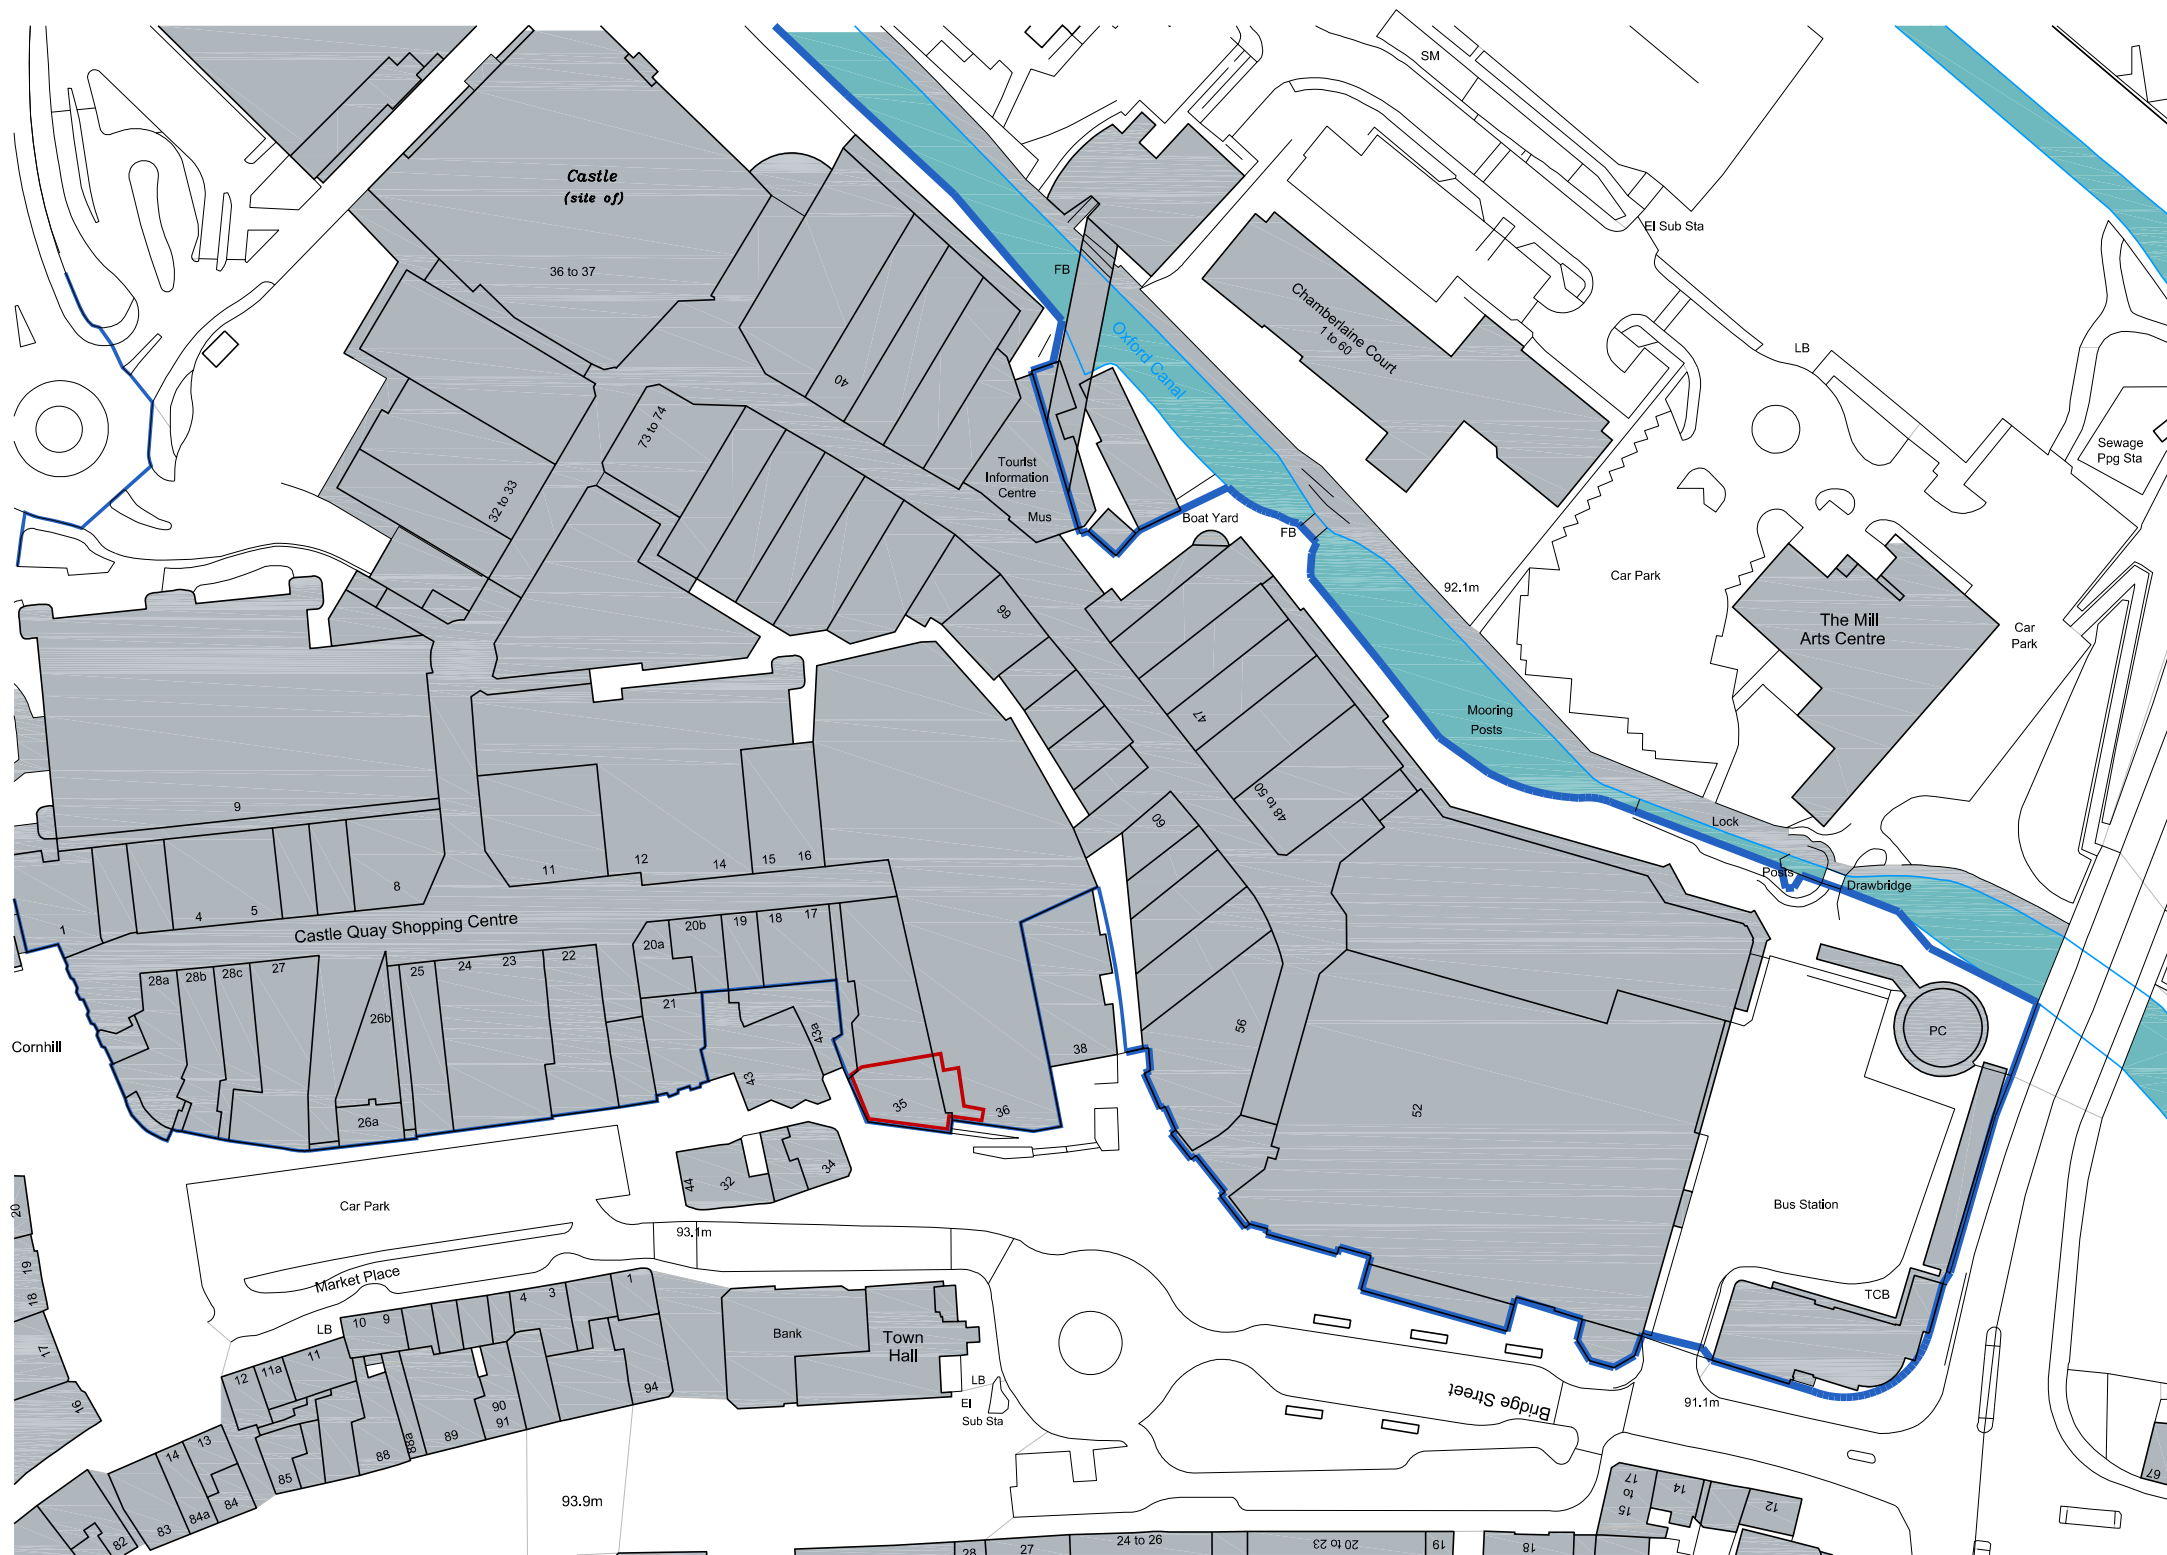 SM
Castle
(site of)
El Sub Sta
36 to 37
FB
Chamberlaine Court
1 to 60
Oxford Canal
LB
40
73 to 74
Sewage
Ppg Sta
Tourist
Information
Centre
Mus
32 to 33
Boat Yard
FB
92.1m
Car Park
The Mill
Arts Centre
Car
Park
66
47
Mooring
Posts
48 to 50
9
60
Lock
11
12
14
15
16
Posts
Drawbridge
8
4
5
1
Castle Quay Shopping Centre
20a
20b
19
18
17
28a
28b
28c
27
25
24
23
22
21
26b
26a
Cornhill
43a
43
38
56
PC
35
36
52
44
32
34
Car Park
93.1m
Bus Station
20
19
18
17
16
Market Place
TCB
1
3
4
9
10
LB
11
11a
12
Bank
Town
Hall
LB
El
Sub Sta
94
90
91
89
88a
88
85
13
14
84
84a
83
82
93.9m
Bridge Street
91.1m
67
15
to
17
14
12
28
27
24 to 26
20 to 23
19
18